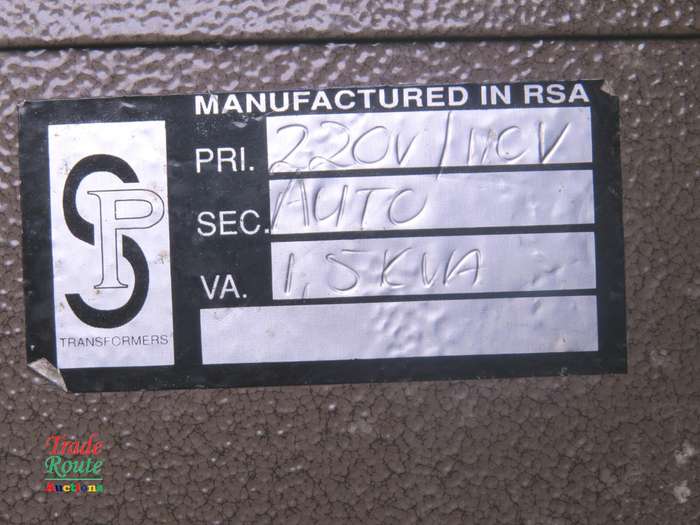 MANUFACTURED IN RSA
PRI. 220V/110V
SEC. AUTO
VA. 1,5KVA
SP
TRANSFORMERS
Trade
Route
Auctions